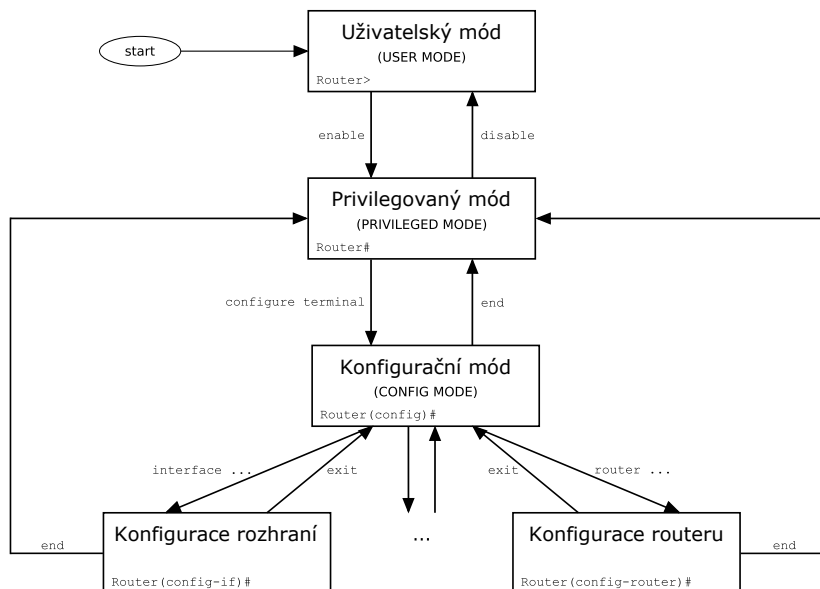 start
Uživatelský mód
(USER MODE)
Router>
enable
disable
Privilegovaný mód
(PRIVILEGED MODE)
Router#
configure terminal
end
Konfigurační mód
(CONFIG MODE)
Router(config)#
interface ...
exit
exit
router ...
Konfigurace rozhraní
...
Konfigurace routeru
end
end
Router(config-if)#
Router(config-router)#